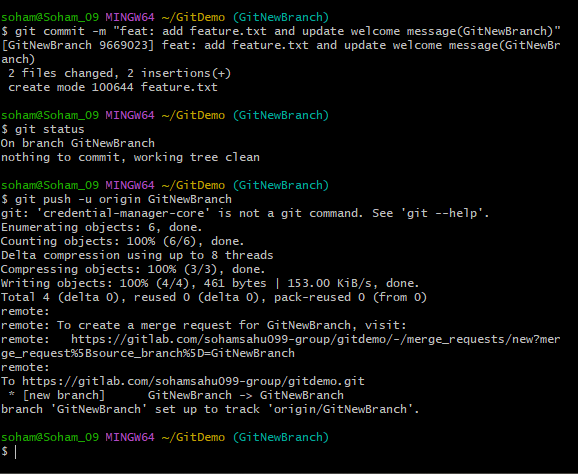 soham@Soham_09 MINGW64 ~/GitDemo (GitNewBranch)
$ git commit -m "feat: add feature.txt and update welcome message(GitNewBranch)"
[GitNewBranch 9669023] feat: add feature.txt and update welcome message(GitNewBr
anch)
 2 files changed, 2 insertions(+)
 create mode 100644 feature.txt
soham@Soham_09 MINGW64 ~/GitDemo (GitNewBranch)
$ git status
On branch GitNewBranch
nothing to commit, working tree clean
soham@Soham_09 MINGW64 ~/GitDemo (GitNewBranch)
$ git push -u origin GitNewBranch
git: 'credential-manager-core' is not a git command. See 'git --help'.
Enumerating objects: 6, done.
Counting objects: 100% (6/6), done.
Delta compression using up to 8 threads
Compressing objects: 100% (3/3), done.
Writing objects: 100% (4/4), 461 bytes | 153.00 KiB/s, done.
Total 4 (delta 0), reused 0 (delta 0), pack-reused 0 (from 0)
remote:
remote: To create a merge request for GitNewBranch, visit:
remote:   https://gitlab.com/sohamsahu099-group/gitdemo/-/merge_requests/new?mer
ge_request%5Bsource_branch%5D=GitNewBranch
remote:
To https://gitlab.com/sohamsahu099-group/gitdemo.git
 * [new branch]      GitNewBranch -> GitNewBranch
branch 'GitNewBranch' set up to track 'origin/GitNewBranch'.
soham@Soham_09 MINGW64 ~/GitDemo (GitNewBranch)
$